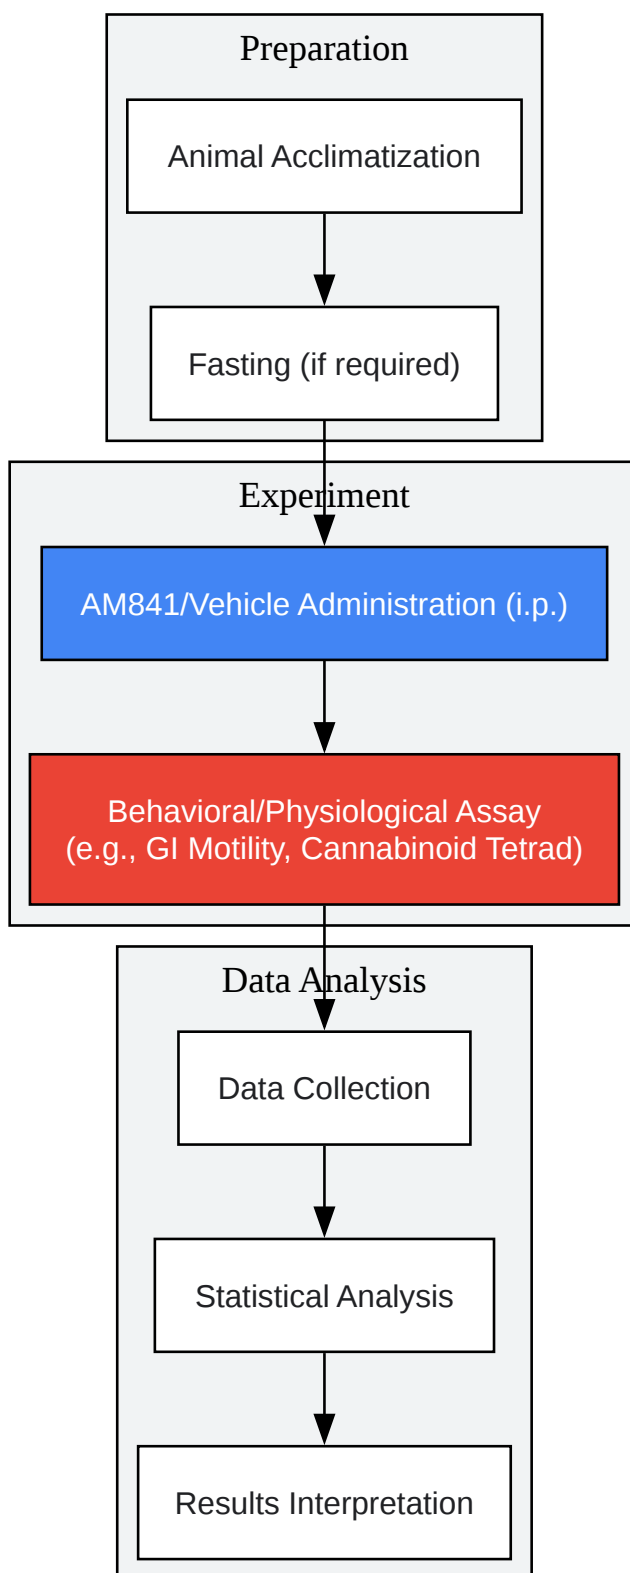 Preparation
Animal Acclimatization
Fasting (if required)
Experiment
AM841/Vehicle Administration (i.p.)
Behavioral/Physiological Assay
(e.g., GI Motility, Cannabinoid Tetrad)
Data Analysis
Data Collection
Statistical Analysis
Results Interpretation